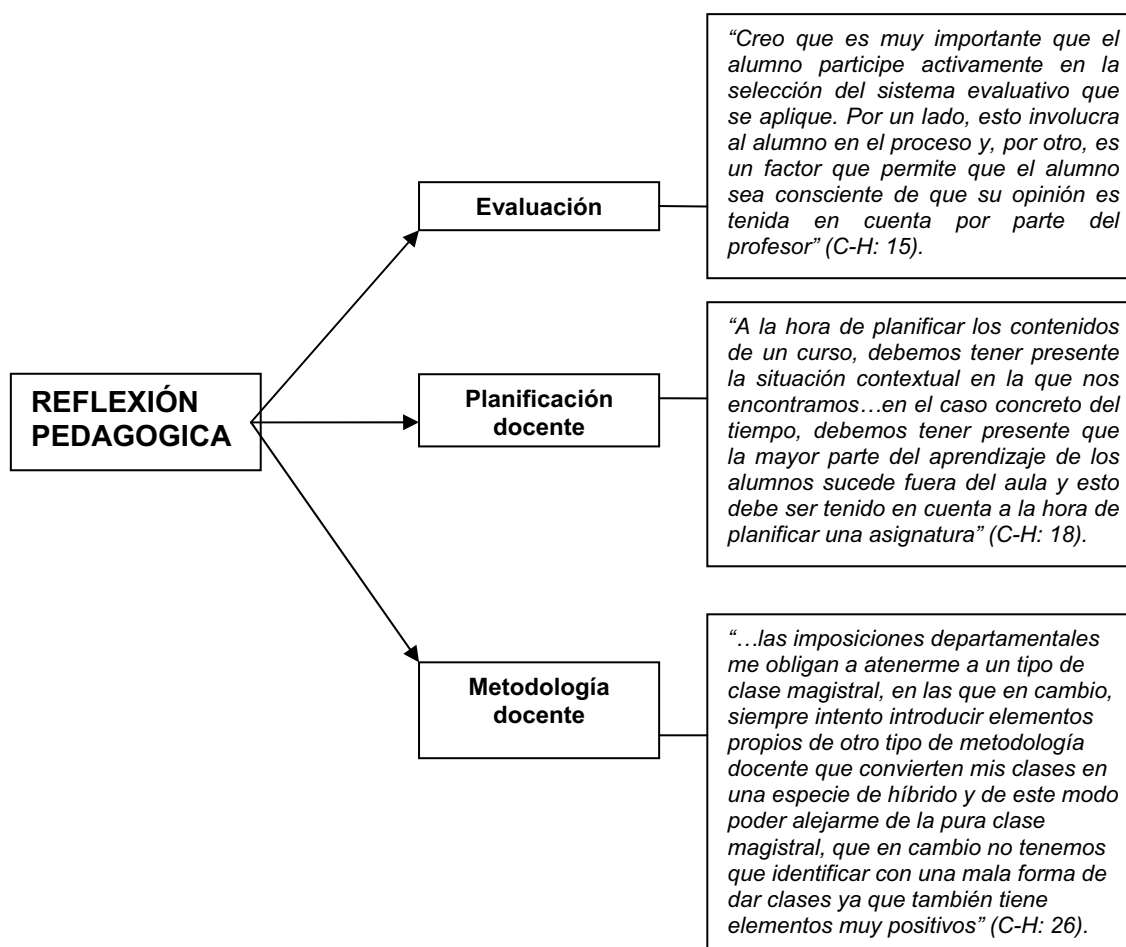 “Creo que es muy importante que el
alumno participe activamente en la
selección del sistema evaluativo que
se aplique. Por un lado, esto involucra
al alumno en el proceso y, por otro, es
un factor que permite que el alumno
sea consciente de que su opinión es
tenida en cuenta por parte del
profesor” (C-H: 15).
Evaluación
“A la hora de planificar los contenidos
de un curso, debemos tener presente
la situación contextual en la que nos
encontramos…en el caso concreto del
tiempo, debemos tener presente que
la mayor parte del aprendizaje de los
alumnos sucede fuera del aula y esto
debe ser tenido en cuenta a la hora de
planificar una asignatura” (C-H: 18).
REFLEXIÓN
PEDAGOGICA
Planificación
docente
“…las imposiciones departamentales
me obligan a atenerme a un tipo de
clase magistral, en las que en cambio,
siempre intento introducir elementos
propios de otro tipo de metodología
docente que convierten mis clases en
una especie de híbrido y de este modo
poder alejarme de la pura clase
magistral, que en cambio no tenemos
que identificar con una mala forma de
dar clases ya que también tiene
elementos muy positivos” (C-H: 26).
Metodología
docente